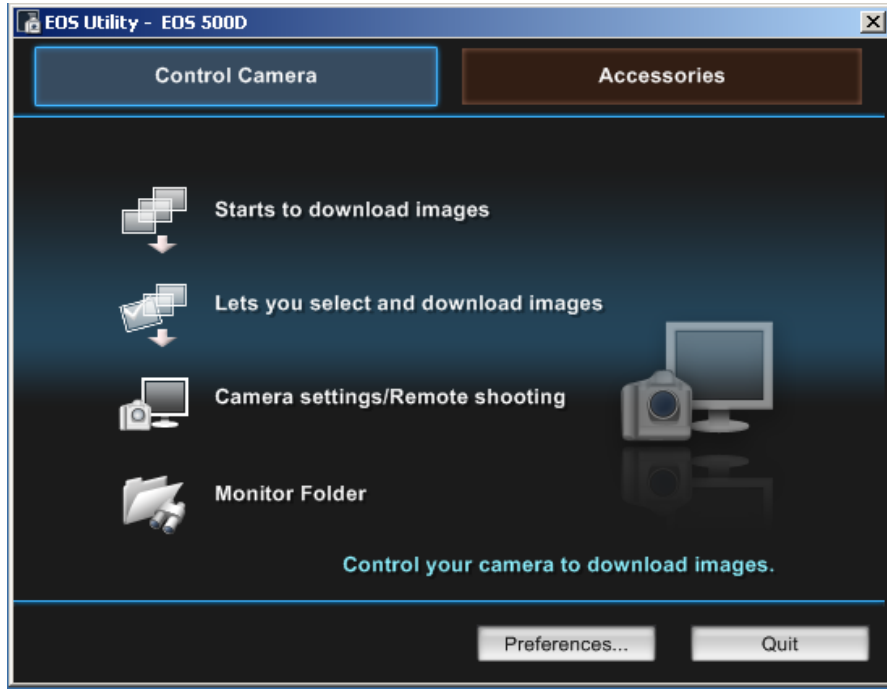 EOS Utility - EOS 500D
Control Camera
Accessories
Starts to download images
Lets you select and download images
Camera settings/Remote shooting
Monitor Folder
Control your camera to download images.
Preferences...
Quit